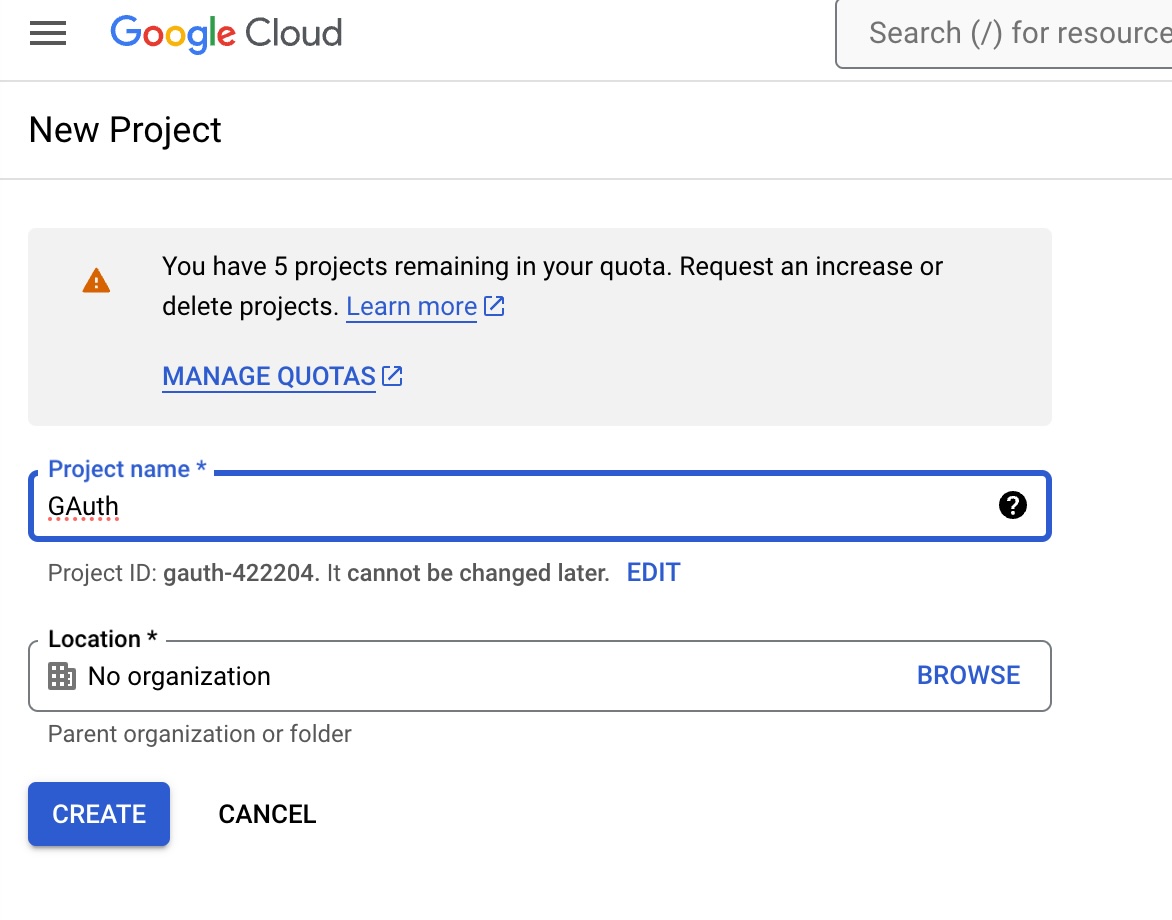 Google Cloud
Search (/) for resource
New Project
You have 5 projects remaining in your quota. Request an increase or
delete projects. Learn more
MANAGE QUOTAS
Project name *
GAuth
Project ID: gauth-422204. It cannot be changed later. EDIT
Location *
No organization BROWSE
Parent organization or folder
CREATE CANCEL